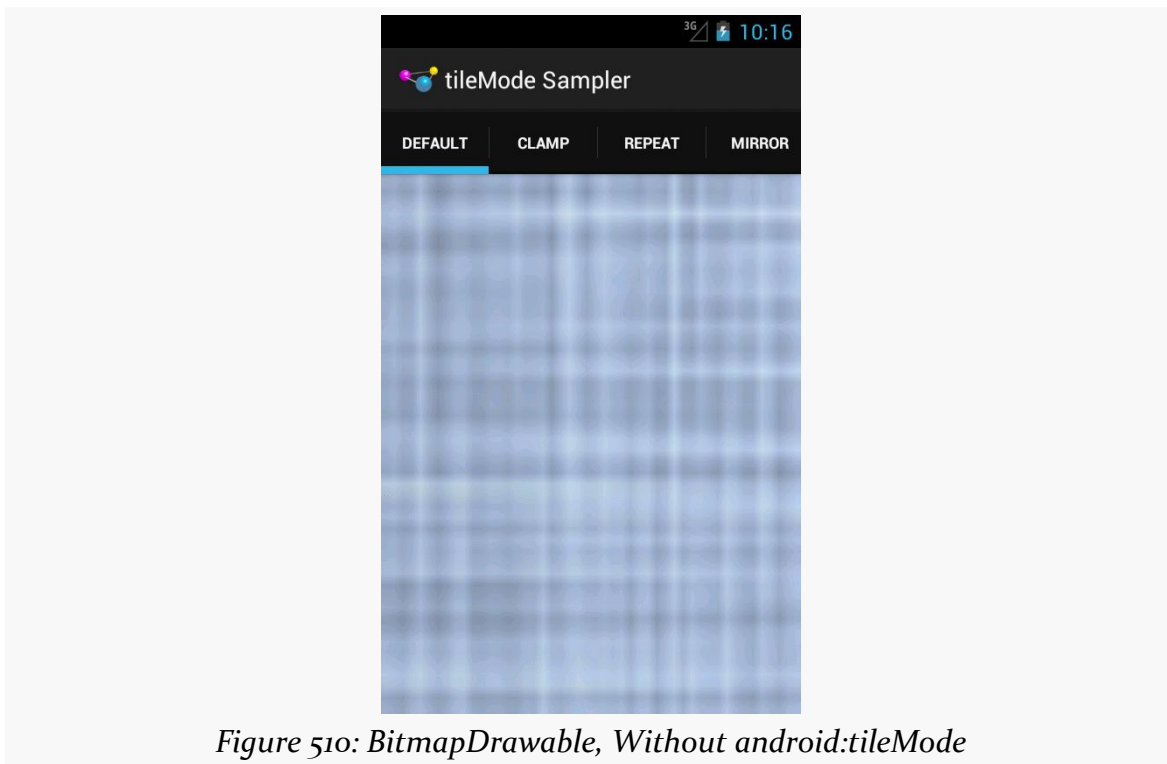 3G 10:16
tileMode Sampler
DEFAULT CLAMP REPEAT MIRROR
Figure 510: BitmapDrawable, Without android:tileMode